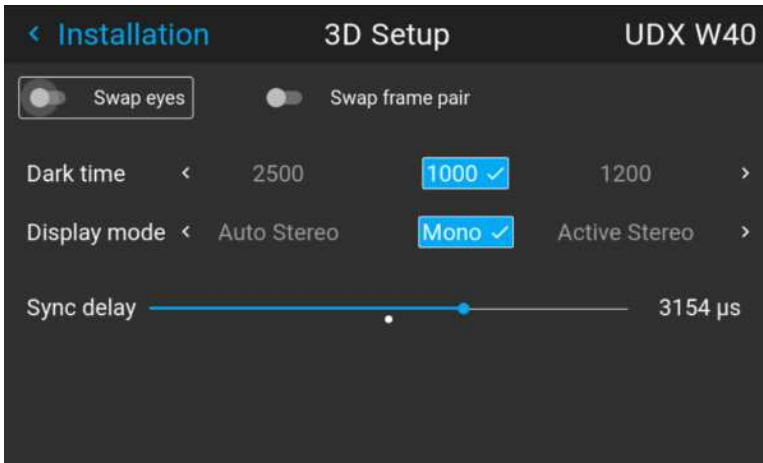 Installation 3D Setup UDX W40
Swap eyes Swap frame pair
Dark time 2500 1000 1200
Display mode Auto Stereo Mono Active Stereo
Sync delay 3154 µs